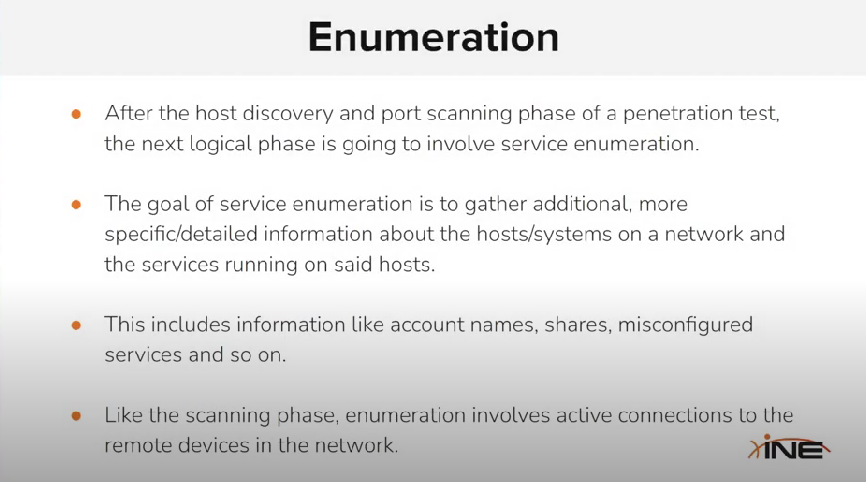 Enumeration
After the host discovery and port scanning phase of a penetration test,
the next logical phase is going to involve service enumeration.
The goal of service enumeration is to gather additional, more
specific/detailed information about the hosts/systems on a network and
the services running on said hosts.
This includes information like account names, shares, misconfigured
services and so on.
Like the scanning phase, enumeration involves active connections to the
remote devices in the network.
INE